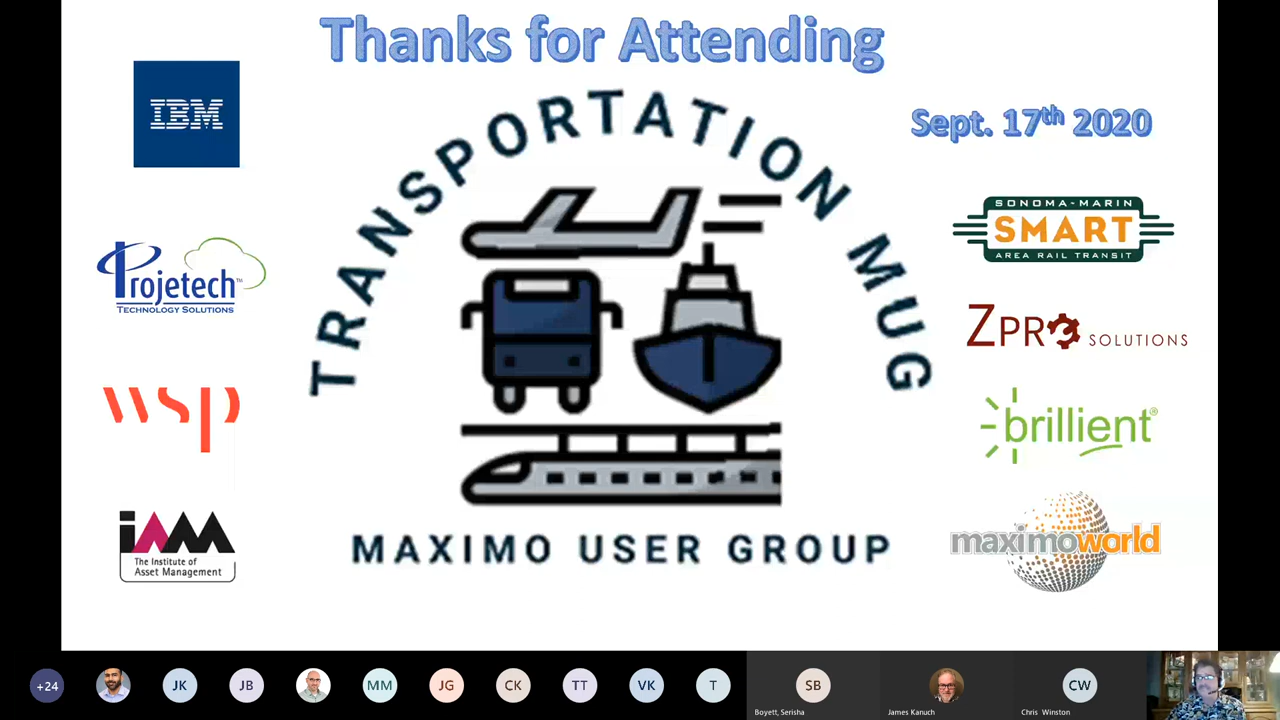 Thanks for Attending
Sept. 17th 2020
TRANSPORTATION MUG
MAXIMO USER GROUP
IBM
Projetech™
TECHNOLOGY SOLUTIONS
wsp
iAM
The Institute of
Asset Management
SONOMA-MARIN
SMART
AREA RAIL TRANSIT
ZPRO SOLUTIONS
brillient®
maximoworld
+24
JK
JB
MM
JG
CK
TT
VK
T
SB
CW
Boyett, Serisha
James Kanuch
Chris Winston